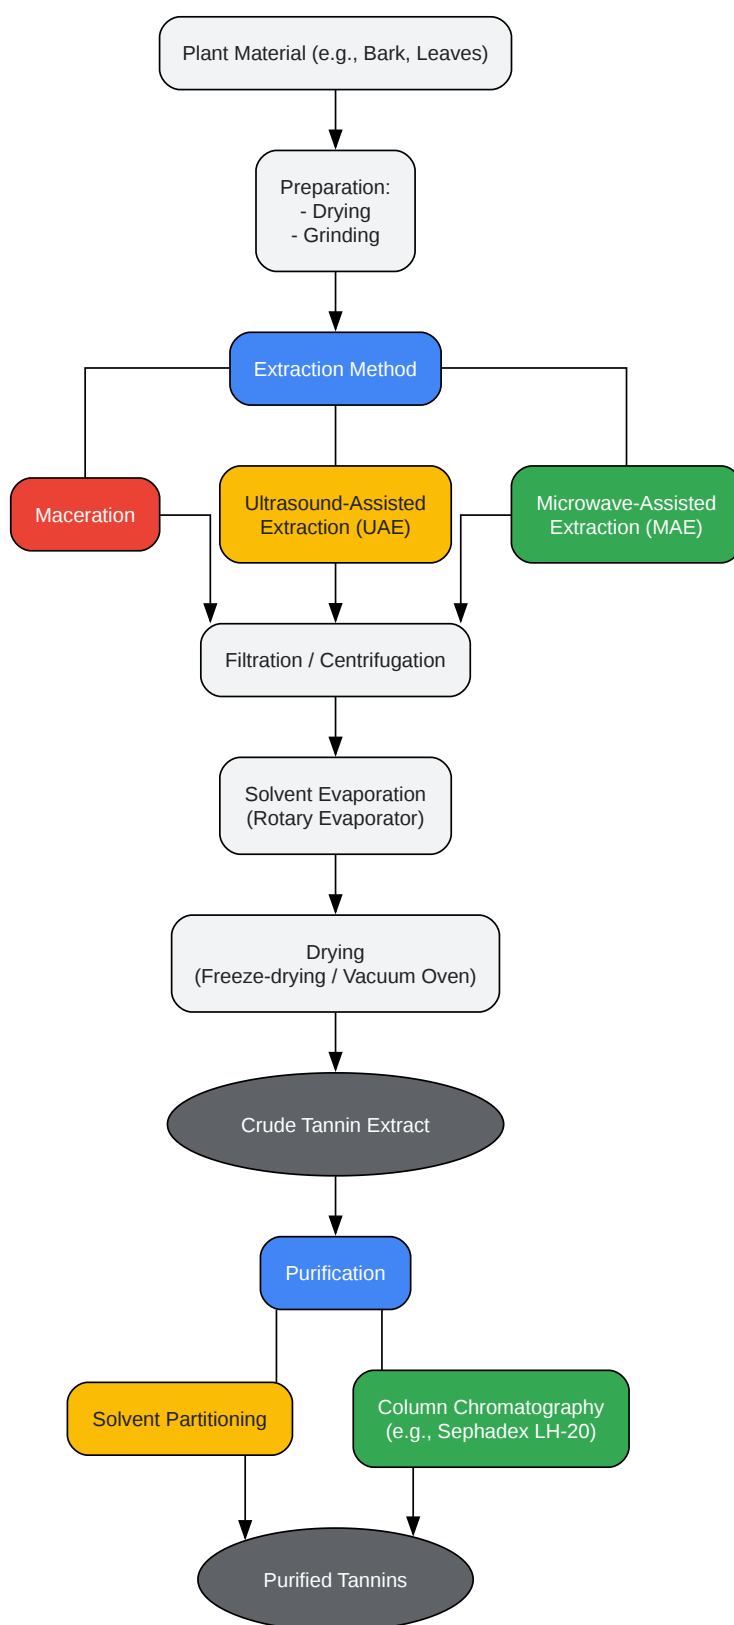 Plant Material (e.g., Bark, Leaves)
Preparation:
- Drying
- Grinding
Extraction Method
Maceration
Ultrasound-Assisted
Extraction (UAE)
Microwave-Assisted
Extraction (MAE)
Filtration / Centrifugation
Solvent Evaporation
(Rotary Evaporator)
Drying
(Freeze-drying / Vacuum Oven)
Crude Tannin Extract
Purification
Solvent Partitioning
Column Chromatography
(e.g., Sephadex LH-20)
Purified Tannins